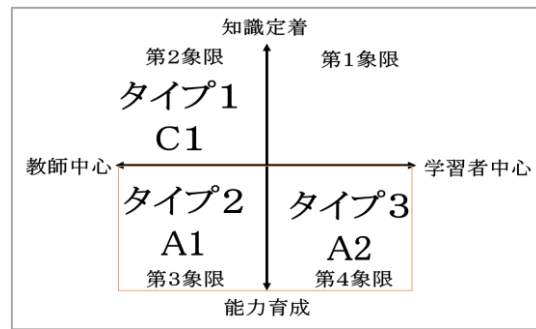 知識定着
第2象限
第1象限
タイプ1
C1
教師中心
学習者中心
タイプ2
タイプ3
A1
A2
第3象限
第4象限
能力育成